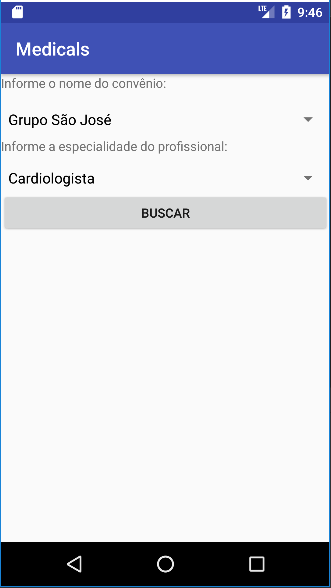 LTE 9:46
Medicals
Informe o nome do convênio:
Grupo São José
Informe a especialidade do profissional:
Cardiologista
BUSCAR